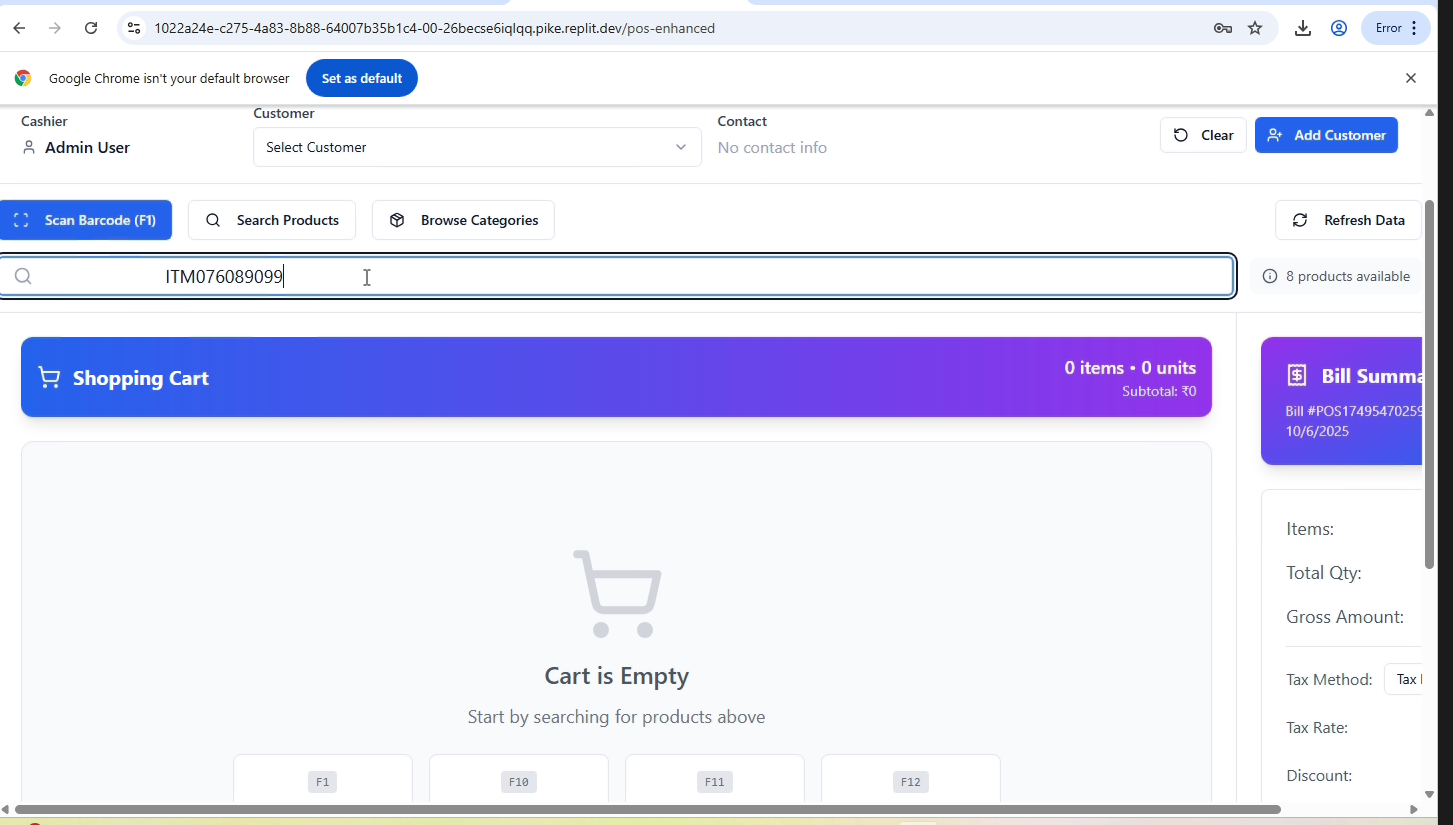 1022a24e-c275-4a83-8b88-64007b35b1c4-00-26becse6iqlqq.pike.replit.dev/pos-enhanced
Error
Google Chrome isn't your default browser
Set as default
Cashier
Customer
Contact
Admin User
Select Customer
No contact info
Clear
Add Customer
Scan Barcode (F1)
Search Products
Browse Categories
Refresh Data
ITM076089099
8 products available
Shopping Cart
0 items • 0 units
Subtotal: ₹0
Bill Summa
Bill #POS17495470259
10/6/2025
Cart is Empty
Start by searching for products above
F1
F10
F11
F12
Items:
Total Qty:
Gross Amount:
Tax Method:
Tax
Tax Rate:
Discount: